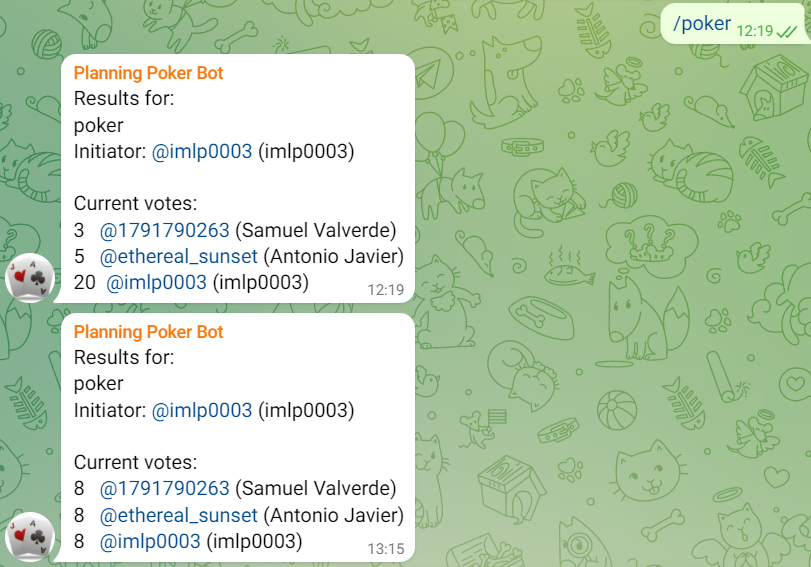 /poker 12:19
Planning Poker Bot
Results for:
poker
Initiator: @imlp0003 (imlp0003)
Current votes:
3 @1791790263 (Samuel Valverde)
5 @ethereal_sunset (Antonio Javier)
20 @imlp0003 (imlp0003)
12:19
Planning Poker Bot
Results for:
poker
Initiator: @imlp0003 (imlp0003)
Current votes:
8 @1791790263 (Samuel Valverde)
8 @ethereal_sunset (Antonio Javier)
8 @imlp0003 (imlp0003)
13:15